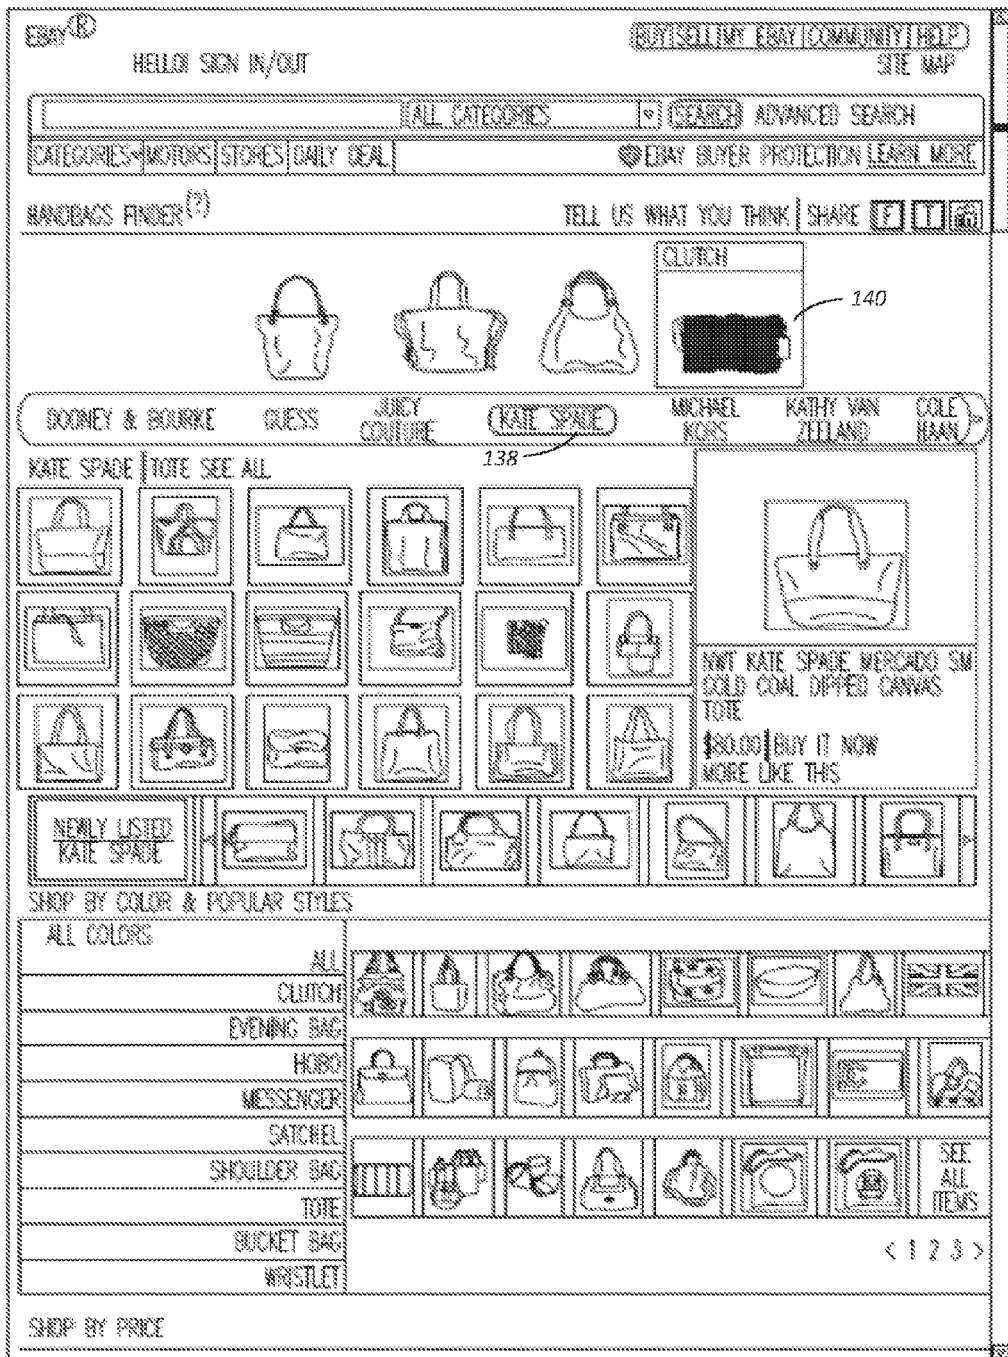 EBAY®
BUY|SELL|MY EBAY|COMMUNITY|HELP
HELLO! SIGN IN/OUT
SITE MAP
ALL CATEGORIES SEARCH ADVANCED SEARCH
CATEGORIES MOTORS STORES DAILY DEAL EBAY BUYER PROTECTION LEARN MORE
HANDBAGS FINDER(?) TELL US WHAT YOU THINK | SHARE F T
CLUTCH
140
DOONEY & BOURKE GUESS JUICY COUTURE KATE SPADE MICHAEL KORS KATHY VAN ZEELAND COLE HAAN
138
KATE SPADE | TOTE SEE ALL
NWT KATE SPADE MERCADO SM
GOLD COAL DIPPED CANVAS
TOTE
$80.00 | BUY IT NOW
MORE LIKE THIS
NEWLY LISTED
KATE SPADE
SHOP BY COLOR & POPULAR STYLES
ALL COLORS
ALL
CLUTCH
EVENING BAG
HOBO
MESSENGER
SATCHEL
SHOULDER BAG
TOTE
BUCKET BAG
WRISTLET
SEE
ALL
ITEMS
< 1 2 3 >
SHOP BY PRICE